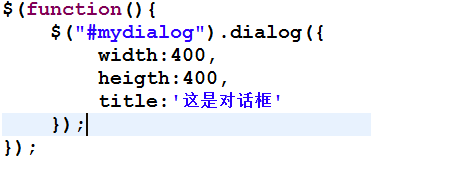 $(function(){
$("#mydialog").dialog({
width:400,
heigth:400,
title:'这是对话框'
});
});